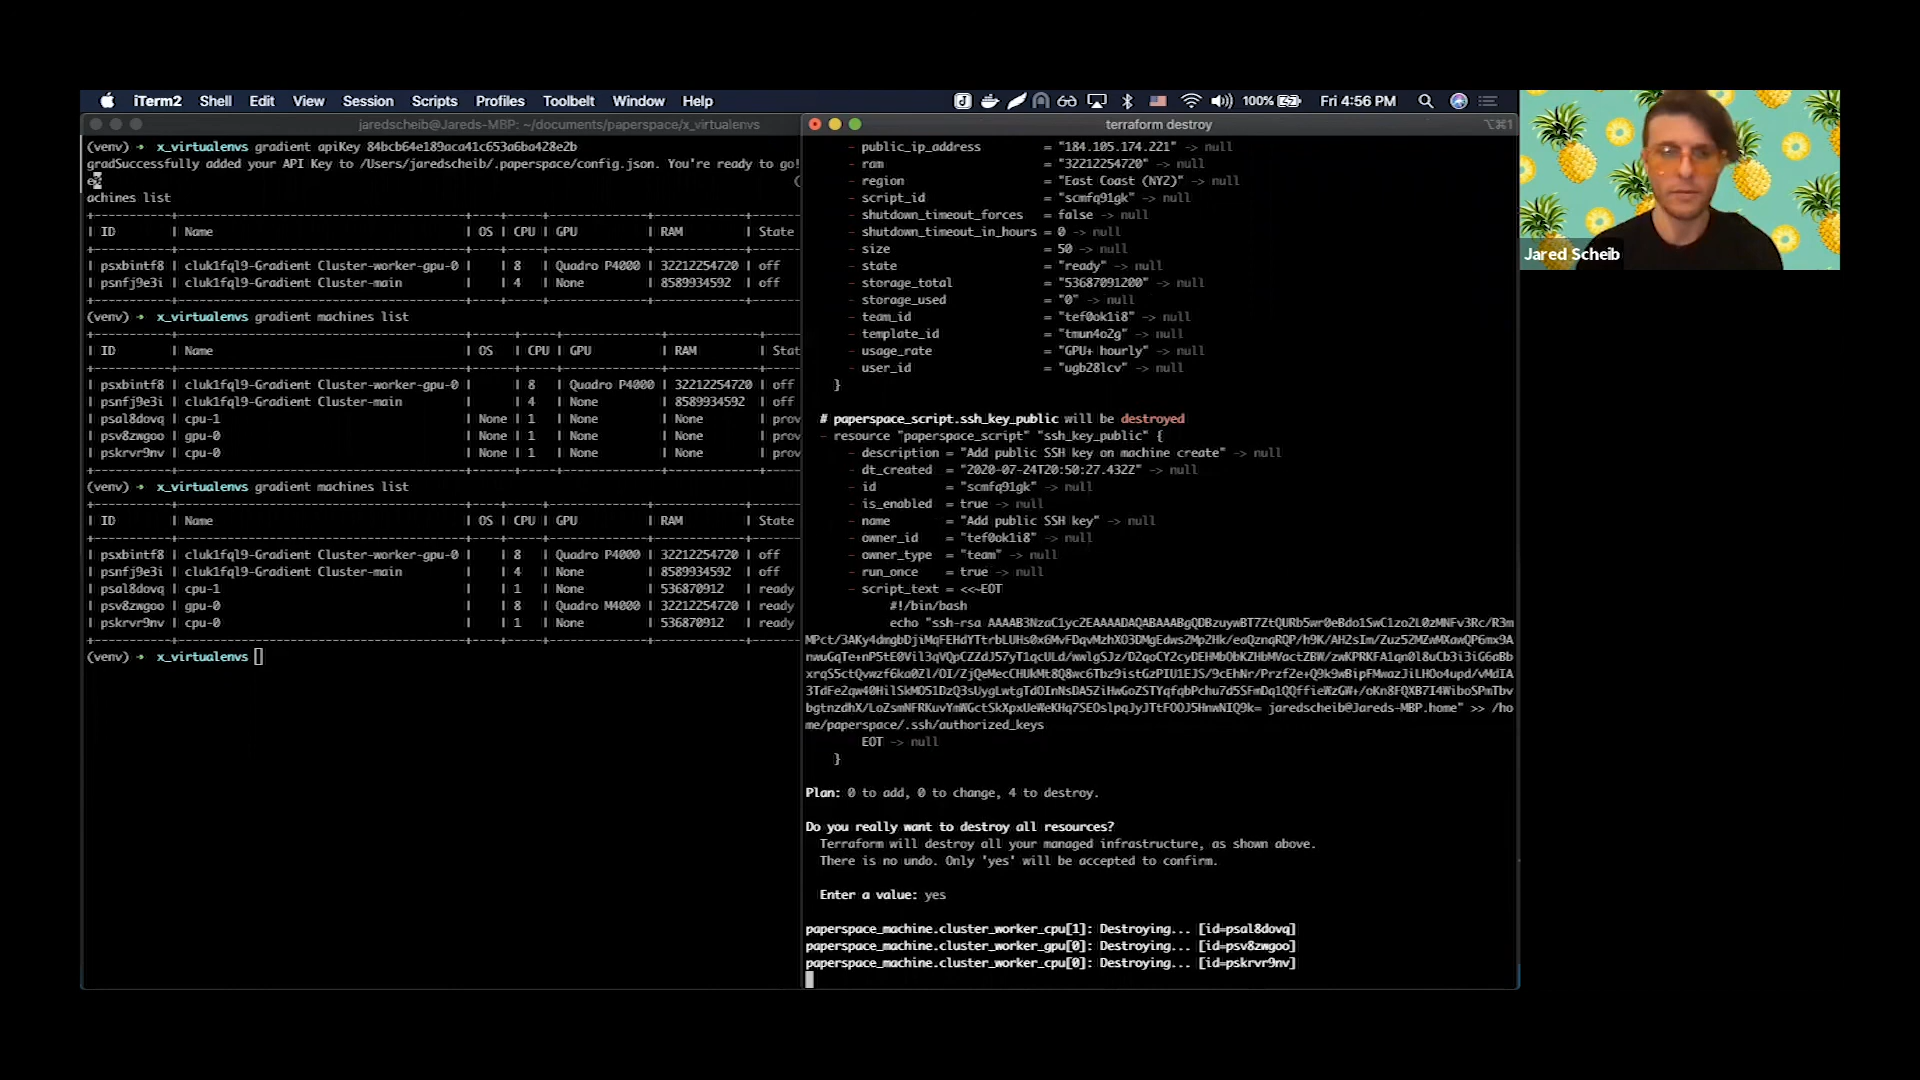 iTerm2 Shell Edit View Session Scripts Profiles Toolbelt Window Help 100% Fri 4:56 PM
jaredscheib@Jareds-MBP: ~/documents/paperspace/x_virtualenvs
(venv) → x_virtualenvs gradient apiKey 84bcb64e189aca41c653a6ba428e2b
gradSuccessfully added your API Key to /Users/jaredscheib/.paperspace/config.json. You're ready to go!
achines list
| ID | Name | OS | CPU | GPU | RAM | State
| psxbintf8 | cluk1fql9-Gradient Cluster-worker-gpu-0 | | 8 | Quadro P4000 | 32212254720 | off
| psnfj9e3i | cluk1fql9-Gradient Cluster-main | | 4 | None | 8589934592 | off
(venv) → x_virtualenvs gradient machines list
| ID | Name | OS | CPU | GPU | RAM | Stat
| psxbintf8 | cluk1fql9-Gradient Cluster-worker-gpu-0 | | 8 | Quadro P4000 | 32212254720 | off
| psnfj9e3i | cluk1fql9-Gradient Cluster-main | | 4 | None | 8589934592 | off
| psal8dovq | cpu-1 | None | 1 | None | None | prov
| psv8zwgoo | gpu-0 | None | 1 | None | None | prov
| pskrvr9nv | cpu-0 | None | 1 | None | None | prov
(venv) → x_virtualenvs gradient machines list
| ID | Name | OS | CPU | GPU | RAM | State
| psxbintf8 | cluk1fql9-Gradient Cluster-worker-gpu-0 | | 8 | Quadro P4000 | 32212254720 | off
| psnfj9e3i | cluk1fql9-Gradient Cluster-main | | 4 | None | 8589934592 | off
| psal8dovq | cpu-1 | | 1 | None | 536870912 | ready
| psv8zwgoo | gpu-0 | | 8 | Quadro M4000 | 32212254720 | ready
| pskrvr9nv | cpu-0 | | 1 | None | 536870912 | ready
(venv) → x_virtualenvs
terraform destroy
⌥⌘1
- public_ip_address = "184.105.174.221" -> null
- ram = "32212254720" -> null
- region = "East Coast (NY2)" -> null
- script_id = "scmfq91gk" -> null
- shutdown_timeout_forces = false -> null
- shutdown_timeout_in_hours = 0 -> null
- size = 50 -> null
- state = "ready" -> null
- storage_total = "53687091200" -> null
- storage_used = "0" -> null
- team_id = "tef0ok1i8" -> null
- template_id = "tmun4o2g" -> null
- usage_rate = "GPU+ hourly" -> null
- user_id = "ugb28lcv" -> null
}
# paperspace_script.ssh_key_public will be destroyed
- resource "paperspace_script" "ssh_key_public" {
- description = "Add public SSH key on machine create" -> null
- dt_created = "2020-07-24T20:50:27.432Z" -> null
- id = "scmfq91gk" -> null
- is_enabled = true -> null
- name = "Add public SSH key" -> null
- owner_id = "tef0ok1i8" -> null
- owner_type = "team" -> null
- run_once = true -> null
- script_text = <<~EOT
#!/bin/bash
echo "ssh-rsa
jaredscheib@Jareds-MBP.home" >> /ho
me/paperspace/.ssh/authorized_keys
EOT -> null
}
Plan: 0 to add, 0 to change, 4 to destroy.
Do you really want to destroy all resources?
Terraform will destroy all your managed infrastructure, as shown above.
There is no undo. Only 'yes' will be accepted to confirm.
Enter a value: yes
paperspace_machine.cluster_worker_cpu[1]: Destroying... [id=psal8dovq]
paperspace_machine.cluster_worker_gpu[0]: Destroying... [id=psv8zwgoo]
paperspace_machine.cluster_worker_cpu[0]: Destroying... [id=pskrvr9nv]
Jared Scheib